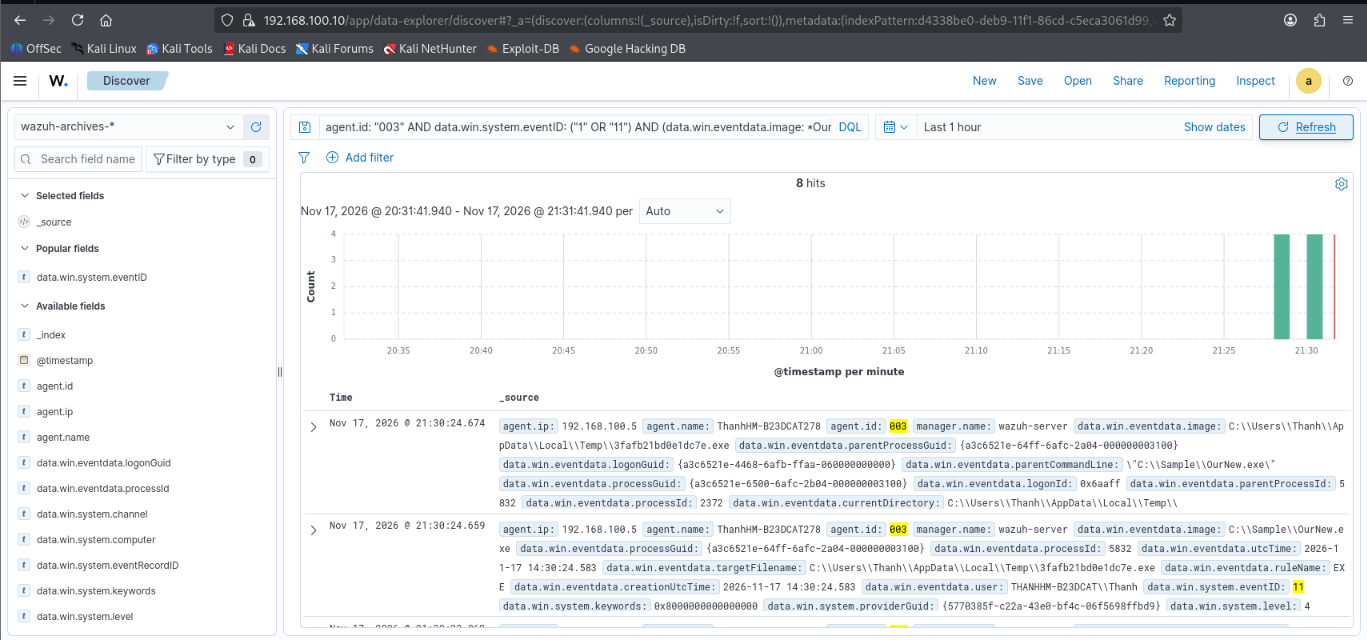 192.168.100.10/app/data-explorer/discover#?_a=(discover:(columns:!(_source),isDirty:!f,sort:!()),metadata:(indexPattern:d4338be0-deb9-11f1-86cd-c5eca3061d99,
OffSec Kali Linux Kali Tools Kali Docs Kali Forums Kali NetHunter Exploit-DB Google Hacking DB
W. Discover New Save Open Share Reporting Inspect a
wazuh-archives-*
agent.id: "003" AND data.win.system.eventID: ("1" OR "11") AND (data.win.eventdata.image: *Our DQL Last 1 hour Show dates Refresh
Search field name Filter by type 0
Add filter
Selected fields
_source
Popular fields
data.win.system.eventID
Available fields
_index
@timestamp
agent.id
agent.ip
agent.name
data.win.eventdata.logonGuid
data.win.eventdata.processId
data.win.system.channel
data.win.system.computer
data.win.system.eventRecordID
data.win.system.keywords
data.win.system.level
8 hits
Nov 17, 2026 @ 20:31:41.940 - Nov 17, 2026 @ 21:31:41.940 per Auto
4
3
2
1
0
Count
20:35 20:40 20:45 20:50 20:55 21:00 21:05 21:10 21:15 21:20 21:25 21:30
@timestamp per minute
Time _source
Nov 17, 2026 @ 21:30:24.674
agent.ip: 192.168.100.5 agent.name: ThanhHM-B23DCAT278 agent.id: 003 manager.name: wazuh-server data.win.eventdata.image: C:\\Users\\Thanh\\Ap
pData\\Local\\Temp\\3fafb21bd0e1dc7e.exe data.win.eventdata.parentProcessGuid: {a3c6521e-64ff-6afc-2a04-000000003100}
data.win.eventdata.logonGuid: {a3c6521e-4468-6afb-ffaa-060000000000} data.win.eventdata.parentCommandLine: \"C:\\Sample\\OurNew.exe\"
data.win.eventdata.processGuid: {a3c6521e-6500-6afc-2b04-000000003100} data.win.eventdata.logonId: 0x6aaff data.win.eventdata.parentProcessId: 5
832 data.win.eventdata.processId: 2372 data.win.eventdata.currentDirectory: C:\\Users\\Thanh\\AppData\\Local\\Temp\\
Nov 17, 2026 @ 21:30:24.659
agent.ip: 192.168.100.5 agent.name: ThanhHM-B23DCAT278 agent.id: 003 manager.name: wazuh-server data.win.eventdata.image: C:\\Sample\\OurNew.e
xe data.win.eventdata.processGuid: {a3c6521e-64ff-6afc-2a04-000000003100} data.win.eventdata.processId: 5832 data.win.eventdata.utcTime: 2026-1
1-17 14:30:24.583 data.win.eventdata.targetFilename: C:\\Users\\Thanh\\AppData\\Local\\Temp\\3fafb21bd0e1dc7e.exe data.win.eventdata.ruleName: EX
E data.win.eventdata.creationUtcTime: 2026-11-17 14:30:24.583 data.win.eventdata.user: THANHHM-B23DCAT\\Thanh data.win.system.eventID: 11
data.win.system.keywords: 0x8000000000000000 data.win.system.providerGuid: {5770385f-c22a-43e0-bf4c-06f5698ffbd9} data.win.system.level: 4